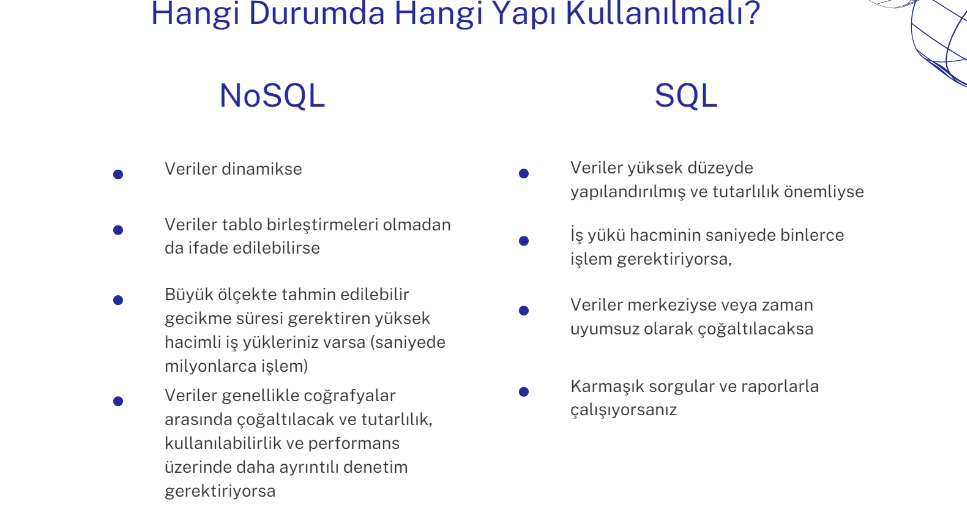 Hangi Durumda Hangi Yapı Kullanılmalı?
NoSQL
Veriler dinamikse
Veriler tablo birleştirmeleri olmadan
da ifade edilebilirse
Büyük ölçekte tahmin edilebilir
gecikme süresi gerektiren yüksek
hacimli iş yükleriniz varsa (saniyede
milyonlarca işlem)
Veriler genellikle coğrafyalar
arasında çoğaltılacak ve tutarlılık,
kullanılabilirlik ve performans
üzerinde daha ayrıntılı denetim
gerektiriyorsa
SQL
Veriler yüksek düzeyde
yapılandırılmış ve tutarlılık önemliyse
İş yükü hacminin saniyede binlerce
işlem gerektiriyorsa,
Veriler merkeziyse veya zaman
uyumsuz olarak çoğaltılacaksa
Karmaşık sorgular ve raporlarla
çalışıyorsanız